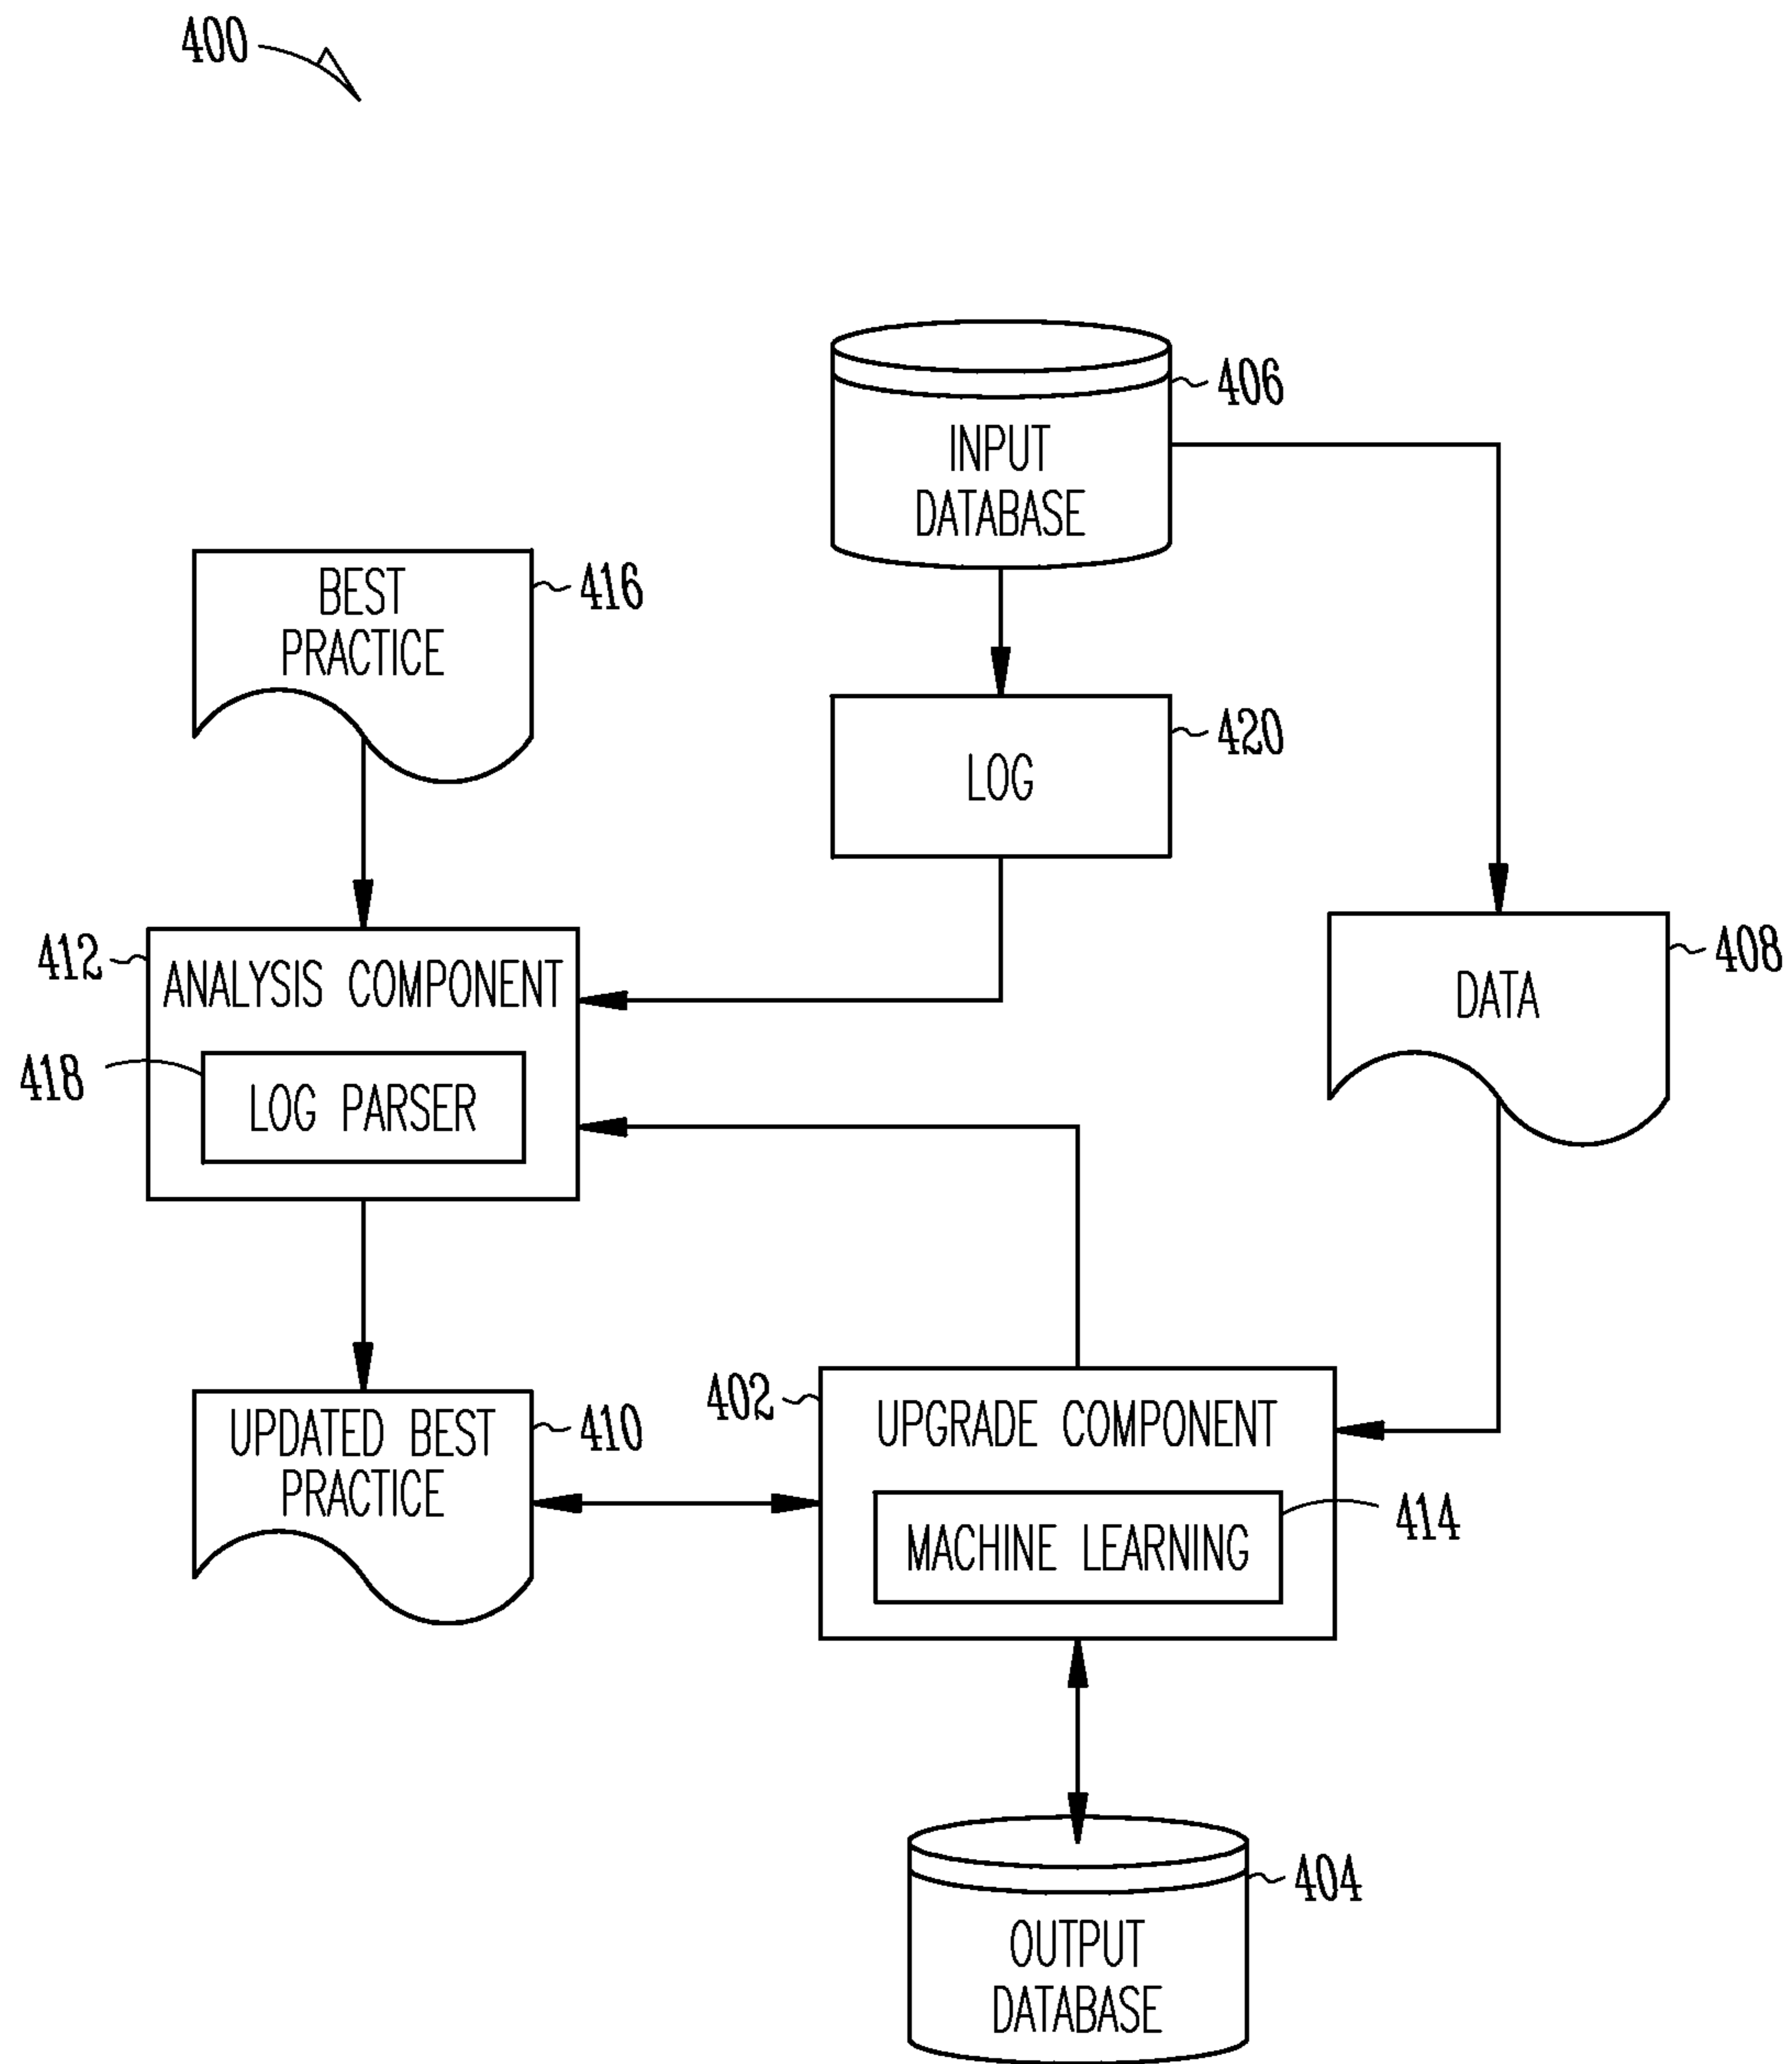 400
406
INPUT
DATABASE
416
BEST
PRACTICE
420
LOG
412
ANALYSIS COMPONENT
408
DATA
418
LOG PARSER
402
UPGRADE COMPONENT
410
UPDATED BEST
PRACTICE
414
MACHINE LEARNING
404
OUTPUT
DATABASE